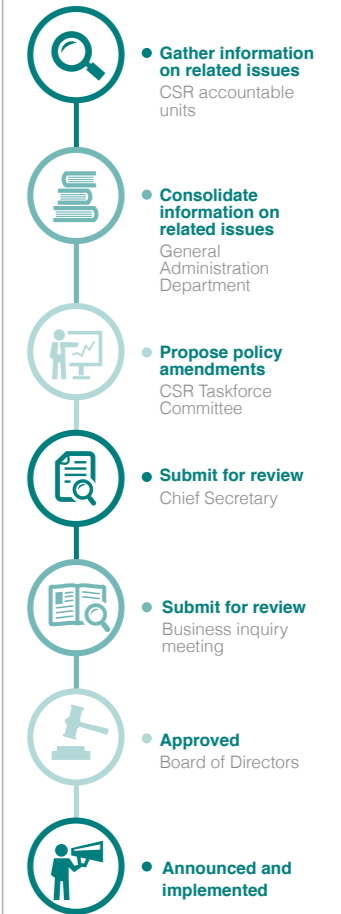 Gather information
on related issues
CSR accountable
units
Consolidate
information on
related issues
General
Administration
Department
Propose policy
amendments
CSR Taskforce
Committee
Submit for review
Chief Secretary
Submit for review
Business inquiry
meeting
Approved
Board of Directors
Announced and
implemented